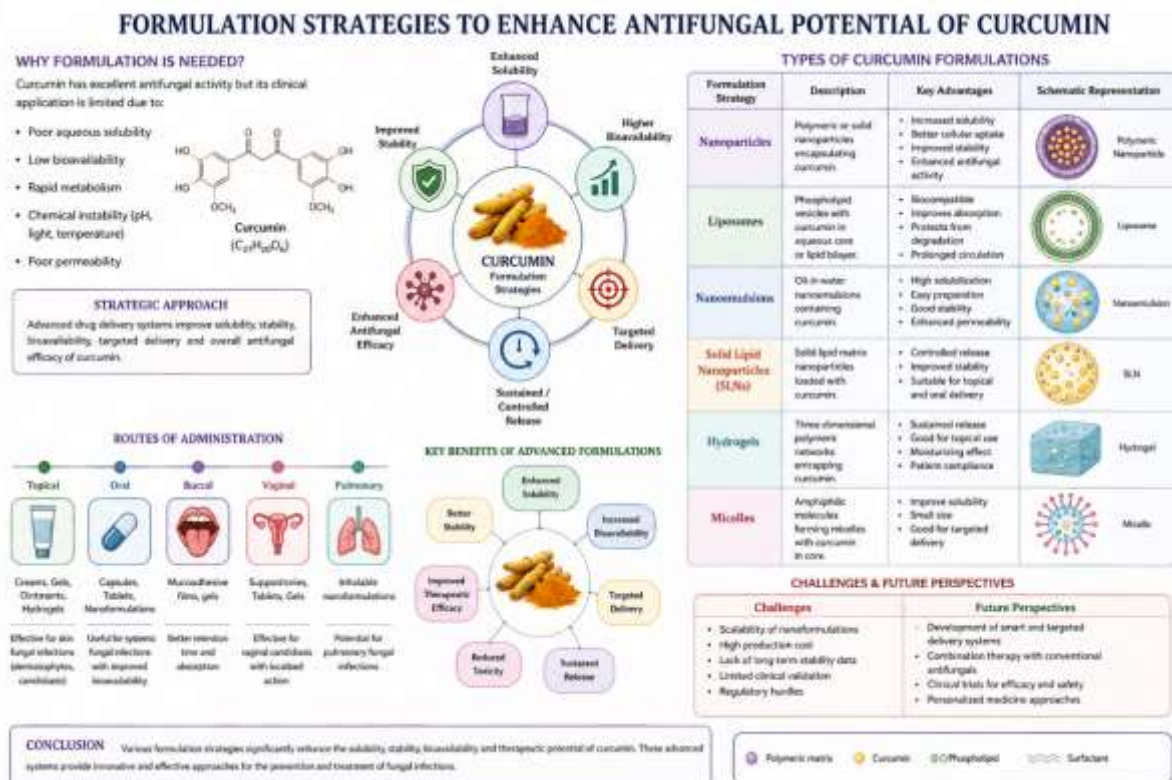 FORMULATION STRATEGIES TO ENHANCE ANTIFUNGAL POTENTIAL OF CURCUMIN
WHY FORMULATION IS NEEDED?
Curcumin has excellent antifungal activity but its clinical
application is limited due to:
• Poor aqueous solubility
• Low bioavailability
• Rapid metabolism
• Chemical instability (pH,
light, temperature)
• Poor permeability
HO
HO
O
O
OH
OH
OCH₃
OCH₃
Curcumin
STRATEGIC APPROACH
Advanced drug delivery systems improve solubility, stability,
bioavailability, targeted delivery and overall antifungal
efficacy of curcumin.
Enhanced
Solubility
Improved
Stability
Higher
Bioavailability
CURCUMIN
Formulation
Strategies
Enhanced
Antifungal
Efficacy
Targeted
Delivery
Sustained /
Controlled
Release
TYPES OF CURCUMIN FORMULATIONS
Formulation
Strategy
Description
Key Advantages
Schematic Representation
Nanoparticles
Polymeric or solid
nanoparticles
encapsulating
curcumin.
• Increased solubility
• Better cellular uptake
• Improved stability
• Enhanced antifungal
activity
Polymeric
Liposomes
Phospholipid
vesicles with
curcumin in
aqueous core
or lipid bilayer.
• Biocompatible
• Improves absorption
• Protects from
degradation
• Prolonged circulation
Liposome
Nanoemulsions
Oil-in-water
nanoemulsions
containing
curcumin.
• High solubilization
• Easy preparation
• Good stability
• Enhanced permeability
Nanoemulsion
Solid Lipid
Nanoparticles
(SLNs)
Solid lipid matrix
nanoparticles
loaded with
curcumin.
• Controlled release
• Improved stability
• Suitable for topical
and oral delivery
SLN
Hydrogels
Three dimensional
polymeric
networks
entrapping
curcumin.
• Sustained release
• Good for topical use
• Moisturizing effect
• Patient compliance
Hydrogel
Micolles
Amphiphilic
molecules
forming micelles
with curcumin
in core.
• Improve solubility
• Small size
• Good for targeted
delivery
Micelle
ROUTES OF ADMINISTRATION
Topical
Oral
Buccal
Vaginal
Pulmonary
Creams, Gels,
Ointments,
Hydrogels
Capsules,
Tablets,
Nanoformulations
Mucoadhesive
films, gels
Suppositories,
Tablets, Gels
Inhalable
nanoformulations
Effective for skin
fungal infections
Useful for systemic
fungal infections
with improved
bioavailability
Better retention
time and
absorption
Effective for
vaginal candidiasis
with localized
action
Potential for
pulmonary fungal
infections
KEY BENEFITS OF ADVANCED FORMULATIONS
Enhanced
Solubility
Better
Stability
Increased
Improved
Therapeutic
Efficacy
Targeted
Delivery
Reduced
Toxicity
Sustained
Release
CHALLENGES & FUTURE PERSPECTIVES
Challenges
• Scalability of nanoformulations
• High production cost
• Lack of long-term stability data
• Limited clinical validation
• Regulatory hurdles
Future Perspectives
• Development of smart and targeted
delivery systems
• Combination therapy with conventional
antifungals
• Clinical trials for efficacy and safety
• Personalized medicine approaches
CONCLUSION Various formulation strategies significantly enhance the solubility, stability, bioavailability and therapeutic potential of curcumin. These advanced
systems provide innovative and effective approaches for the prevention and treatment of fungal infections.
Polymeric matrix
Curcumin
Phospholipid
Surfactant